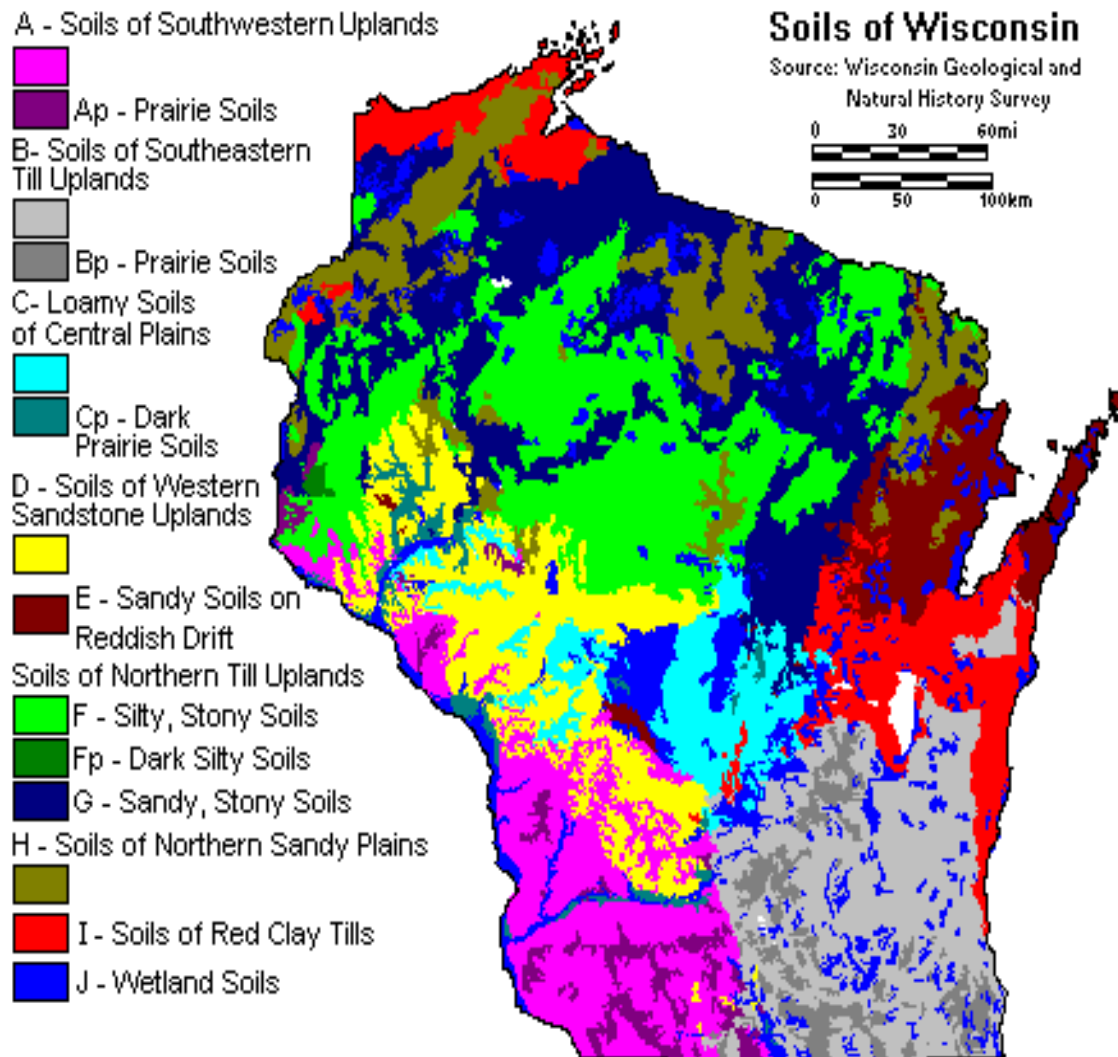 A - Soils of Southwestern Uplands
Ap - Prairie Soils
B- Soils of Southeastern
Till Uplands
Bp - Prairie Soils
C- Loamy Soils
of Central Plains
Cp - Dark
Prairie Soils
D - Soils of Western
Sandstone Uplands
E - Sandy Soils on
Reddish Drift
Soils of Northern Till Uplands
F - Silty, Stony Soils
Fp - Dark Silty Soils
G - Sandy, Stony Soils
H - Soils of Northern Sandy Plains
I - Soils of Red Clay Tills
J - Wetland Soils
Soils of Wisconsin
Source: Wisconsin Geological and
Natural History Survey
0 30 60mi
0 50 100km